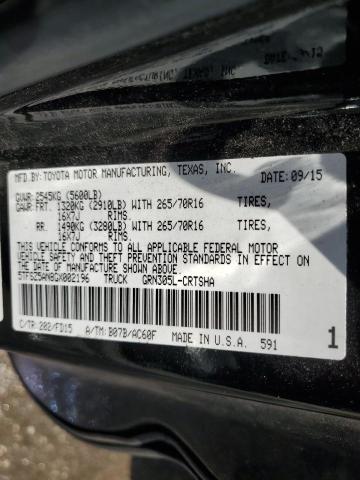 MFD.BY: TOYOTA MOTOR MANUFACTURING, TEXAS, INC. DATE: 09/15
GVWR: 2545KG (5600LB)
GAWR: FRT. 1320KG (2910LB) WITH 265/70R16 TIRES,
16X7J RIMS.
RR. 1490KG (3280LB) WITH 265/70R16 TIRES,
16X7J RIMS.
THIS VEHICLE CONFORMS TO ALL APPLICABLE FEDERAL MOTOR
VEHICLE SAFETY AND THEFT PREVENTION STANDARDS IN EFFECT
ON THE DATE OF MANUFACTURE SHOWN ABOVE.
5TFSZ5AN8GX002196 TRUCK GRN305L-CRTSHA
C/TR: 202/FD15 A/TM: B07B/AC60F MADE IN U.S.A. 591
1